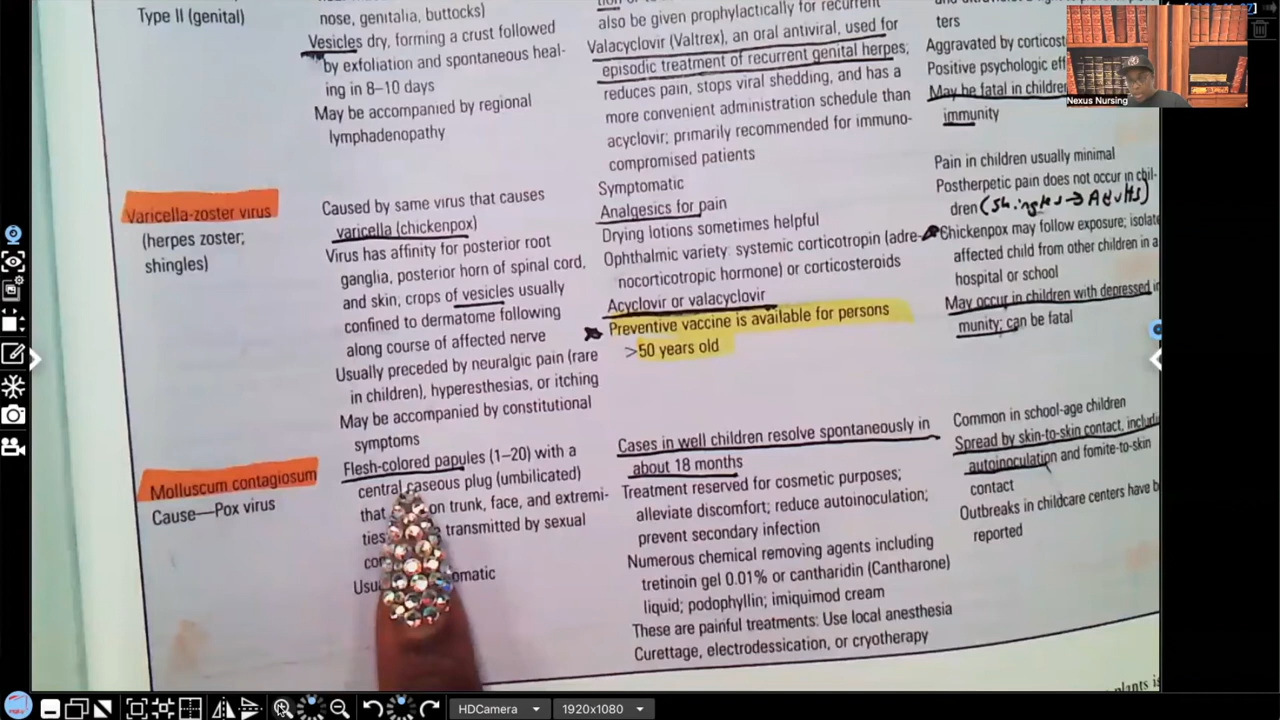 Type II (genital)
nose, genitalia, buttocks)
Vesicles dry, forming a crust followed
by exfoliation and spontaneous heal-
ing in 8–10 days
May be accompanied by regional
lymphadenopathy
also be given prophylactically for recurrent
Valacyclovir (Valtrex), an oral antiviral, used for
episodic treatment of recurrent genital herpes;
reduces pain, stops viral shedding, and has a
more convenient administration schedule than
acyclovir; primarily recommended for immuno-
compromised patients
ters
Aggravated by corticost
Positive psychologic eff
May be fatal in children
immunity
Nexus Nursing
Varicella-zoster virus
(herpes zoster;
shingles)
Caused by same virus that causes
varicella (chickenpox)
Virus has affinity for posterior root
ganglia, posterior horn of spinal cord,
and skin; crops of vesicles usually
confined to dermatome following
along course of affected nerve
Usually preceded by neuralgic pain (rare
in children), hyperesthesias, or itching
May be accompanied by constitutional
symptoms
Symptomatic
Analgesics for pain
Drying lotions sometimes helpful
Ophthalmic variety: systemic corticotropin (adre-
nocorticotropic hormone) or corticosteroids
Acyclovir or valacyclovir
Preventive vaccine is available for persons
>50 years old
Pain in children usually minimal
Postherpetic pain does not occur in chil-
dren (shingles → Adults)
Chickenpox may follow exposure; isolate
affected child from other children in a
hospital or school
May occur in children with depressed im
munity; can be fatal
Molluscum contagiosum
Cause—Pox virus
Flesh-colored papules (1–20) with a
central caseous plug (umbilicated)
that on trunk, face, and extremi-
ties transmitted by sexual
Cases in well children resolve spontaneously in
about 18 months
Treatment reserved for cosmetic purposes;
alleviate discomfort; reduce autoinoculation;
prevent secondary infection
Numerous chemical removing agents including
tretinoin gel 0.01% or cantharidin (Cantharone)
liquid; podophyllin; imiquimod cream
These are painful treatments: Use local anesthesia
Curettage, electrodessication, or cryotherapy
Common in school-age children
Spread by skin-to-skin contact, includi
autoinoculation and fomite-to-skin
contact
Outbreaks in childcare centers have b
reported
plants is
HDCamera
1920x1080